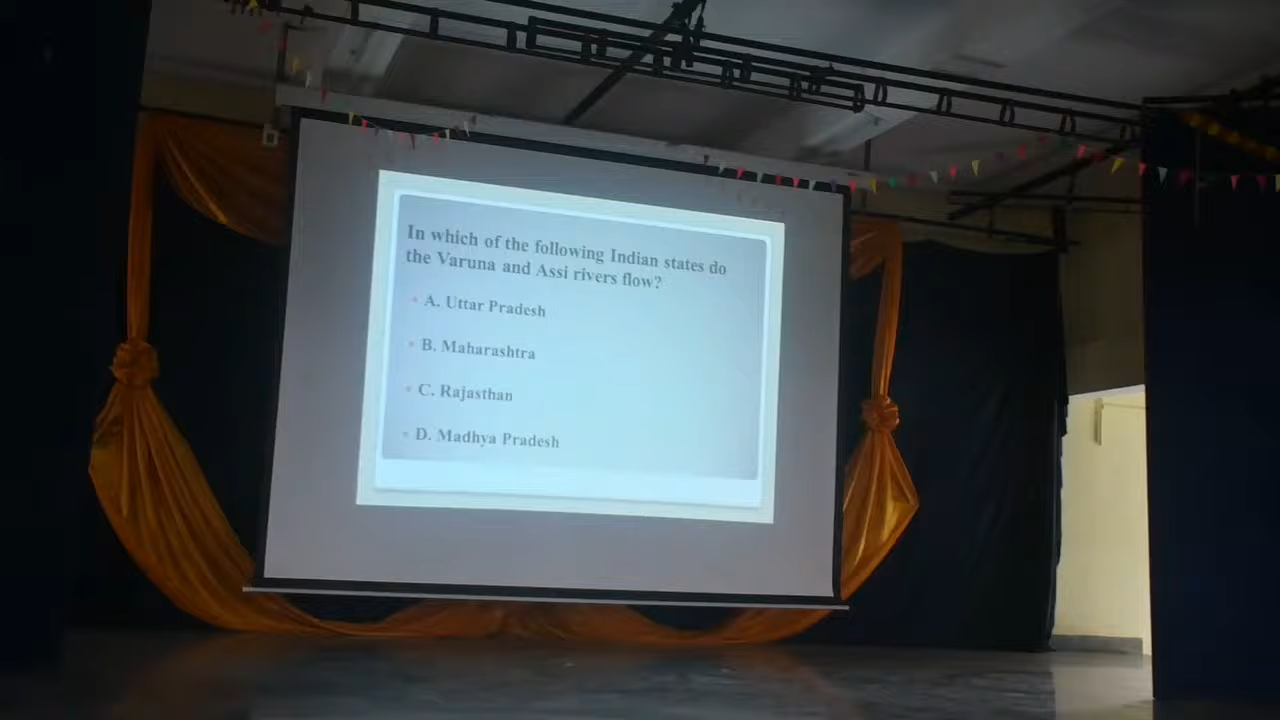 In which of the following Indian states do
the Varuna and Assi rivers flow?
A. Uttar Pradesh
B. Maharashtra
C. Rajasthan
D. Madhya Pradesh